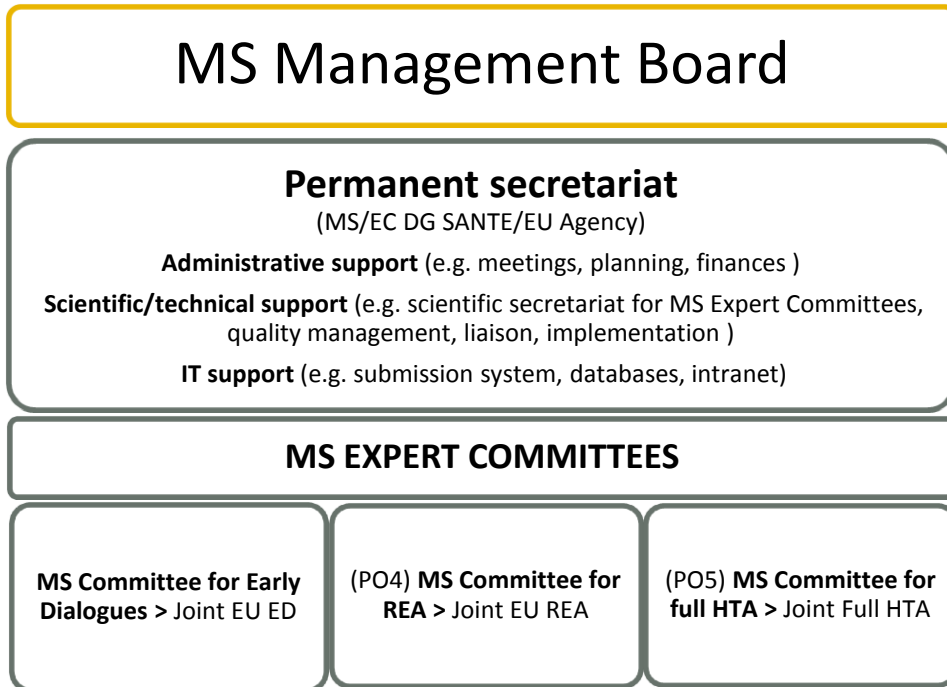 MS Management Board
Permanent secretariat
(MS/EC DG SANTE/EU Agency)
Administrative support (e.g. meetings, planning, finances )
Scientific/technical support (e.g. scientific secretariat for MS Expert Committees,
quality management, liaison, implementation )
IT support (e.g. submission system, databases, intranet)
MS EXPERT COMMITTEES
MS Committee for Early
Dialogues > Joint EU ED
(PO4) MS Committee for
REA > Joint EU REA
(PO5) MS Committee for
full HTA > Joint Full HTA